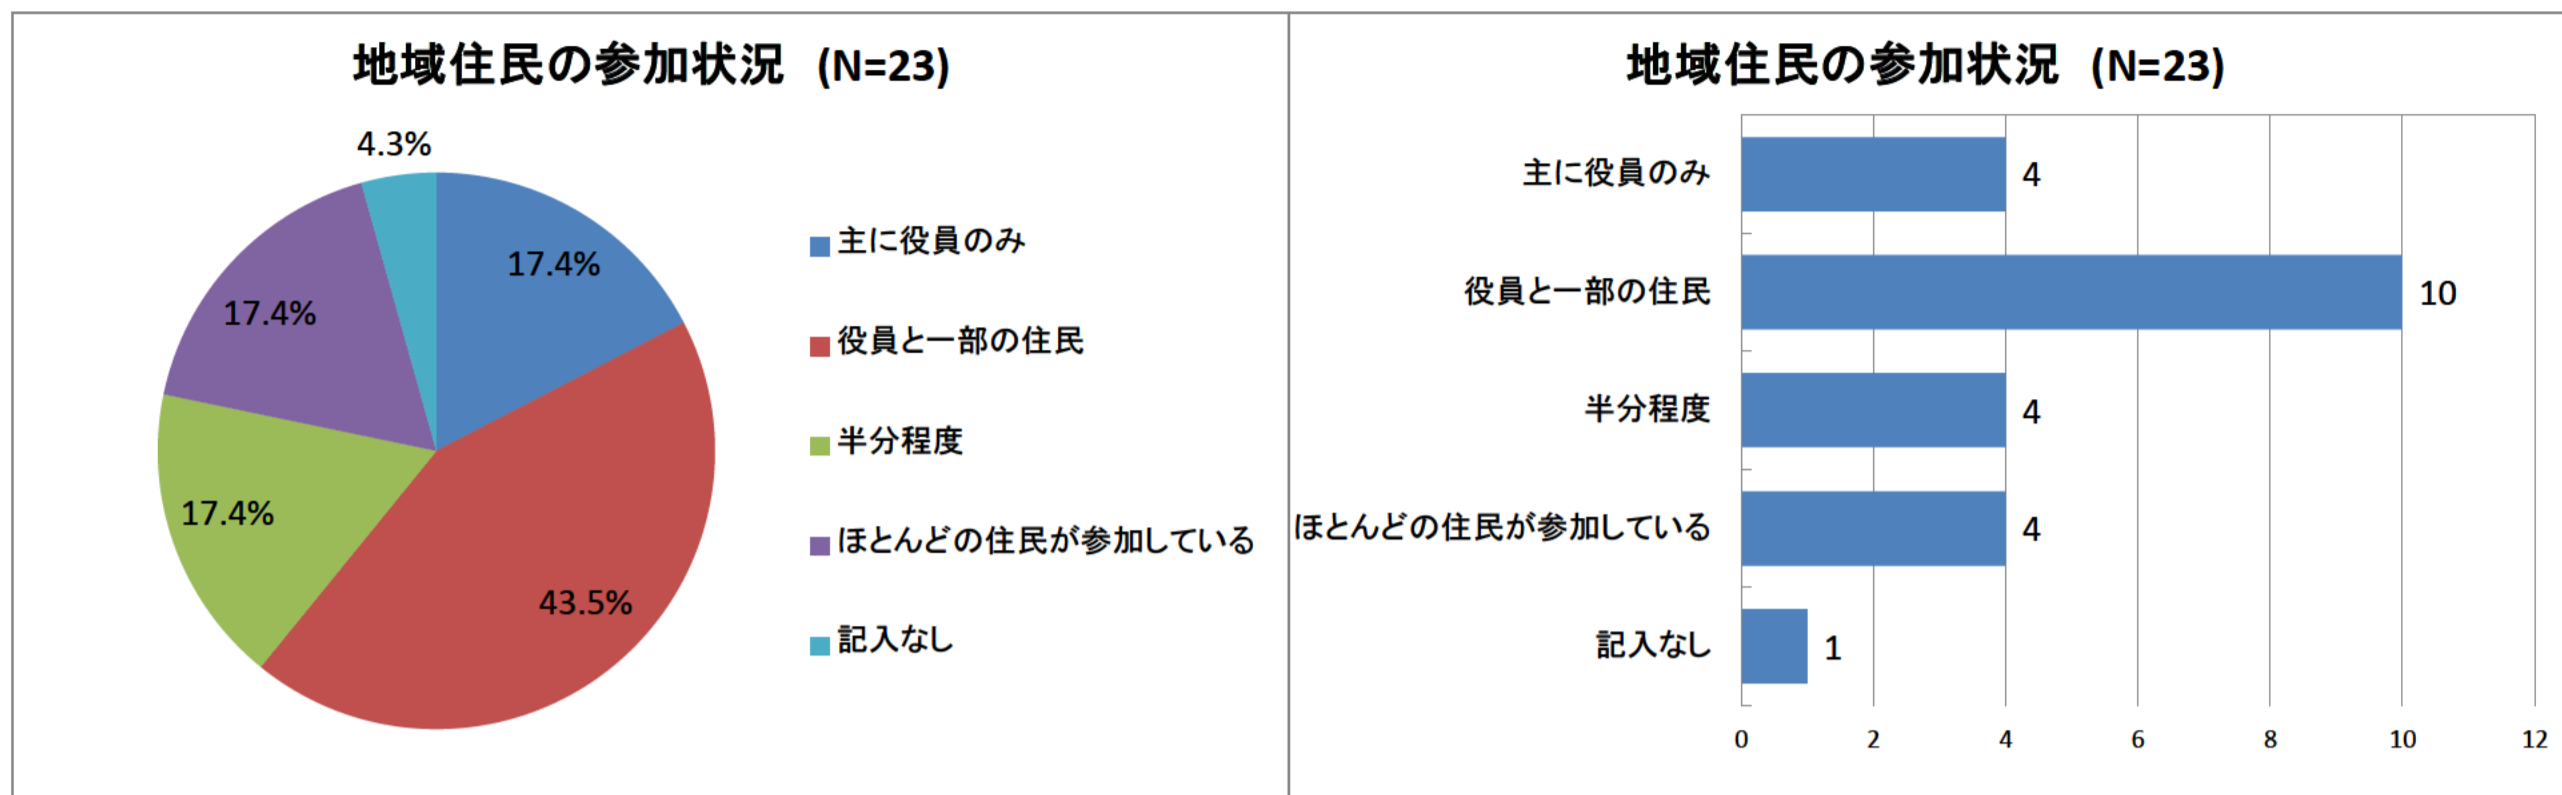 地域住民の参加状況 (N=23)
4.3%
17.4%
17.4%
17.4%
43.5%
主に役員のみ
役員と一部の住民
半分程度
ほとんどの住民が参加している
記入なし
地域住民の参加状況 (N=23)
主に役員のみ 4
役員と一部の住民 10
半分程度 4
ほとんどの住民が参加している 4
記入なし 1
0 2 4 6 8 10 12